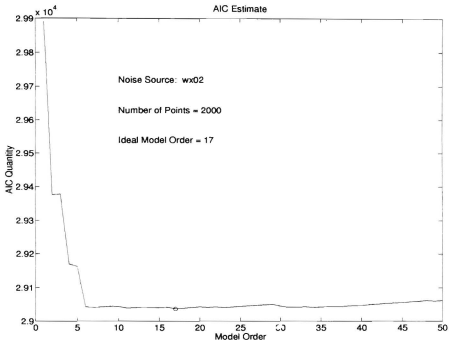 AIC Estimate
x 10^4
2.99
2.98
2.97
2.96
2.95
2.94
2.93
2.92
2.91
2.9
AIC Quantity
Noise Source: wx02
Number of Points = 2000
Ideal Model Order = 17
0 5 10 15 20 25 30 35 40 45 50
Model Order